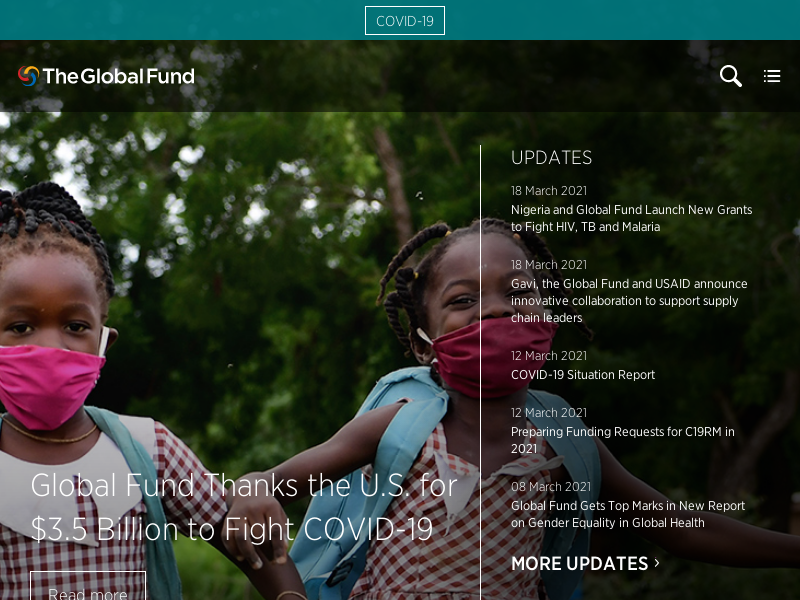 COVID-19
TheGlobalFund
UPDATES
18 March 2021
Nigeria and Global Fund Launch New Grants
to Fight HIV, TB and Malaria
18 March 2021
Gavi, the Global Fund and USAID announce
innovative collaboration to support supply
chain leaders
12 March 2021
COVID-19 Situation Report
12 March 2021
Preparing Funding Requests for C19RM in
2021
08 March 2021
Global Fund Gets Top Marks in New Report
on Gender Equality in Global Health
MORE UPDATES ›
Global Fund Thanks the U.S. for
$3.5 Billion to Fight COVID-19
Read more